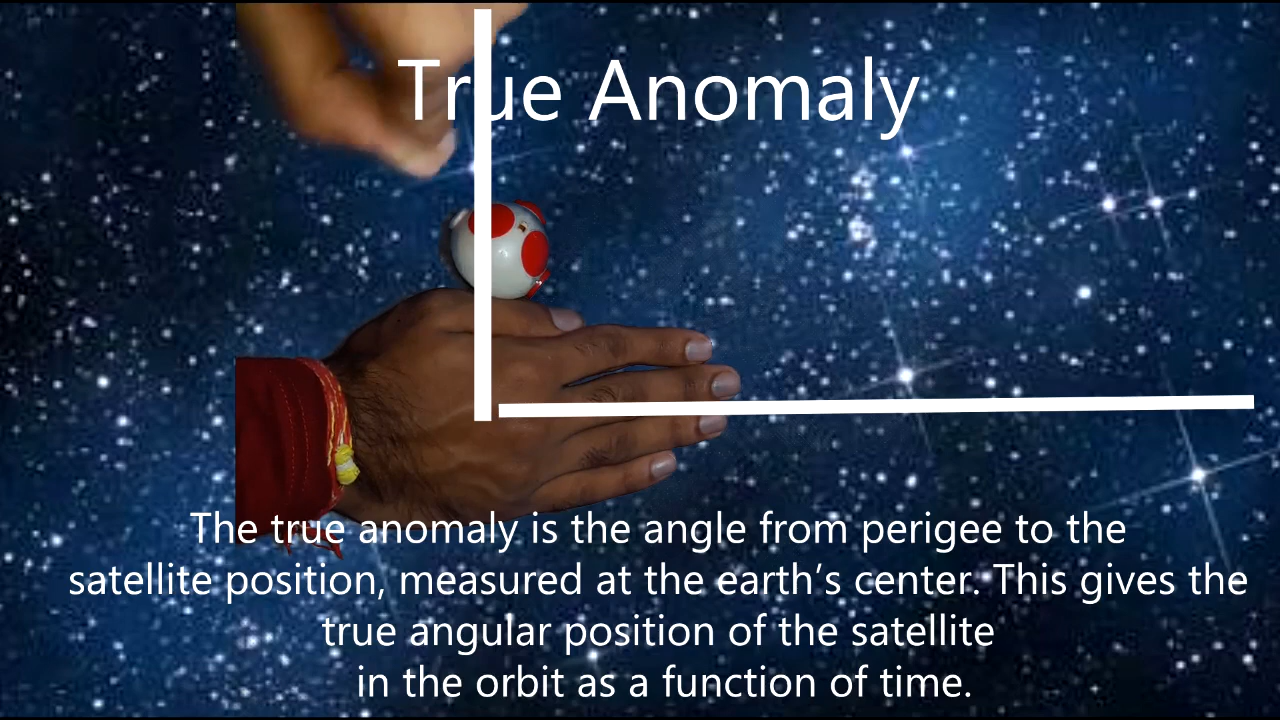 True Anomaly
The true anomaly is the angle from perigee to the
satellite position, measured at the earth’s center. This gives the
true angular position of the satellite
in the orbit as a function of time.